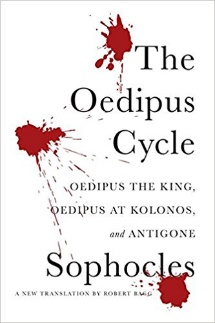 The
Oedipus
Cycle
OEDIPUS THE KING,
OEDIPUS AT KOLONOS,
and ANTIGONE
Sophocles
A NEW TRANSLATION BY ROBERT BAGG